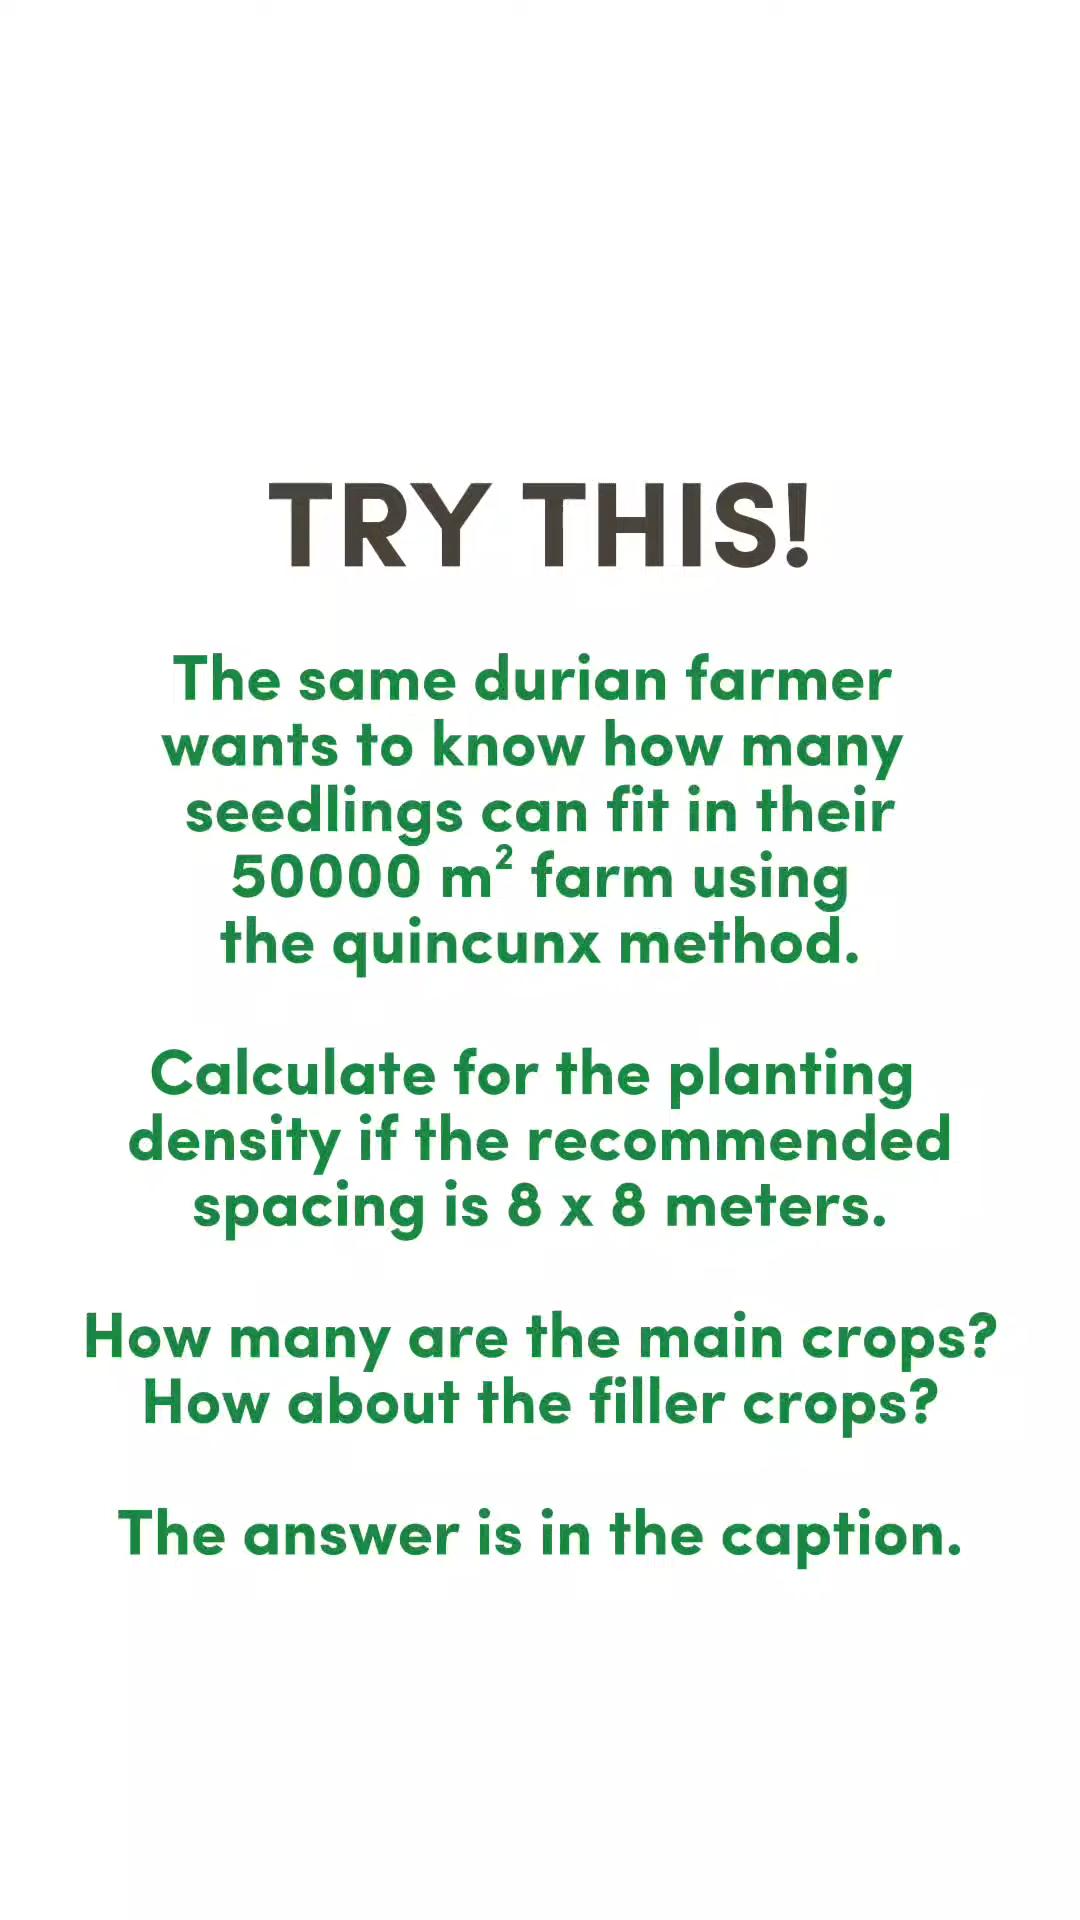 TRY THIS!
The same durian farmer
wants to know how many
seedlings can fit in their
50000 m² farm using
the quincunx method.
Calculate for the planting
density if the recommended
spacing is 8 x 8 meters.
How many are the main crops?
How about the filler crops?
The answer is in the caption.